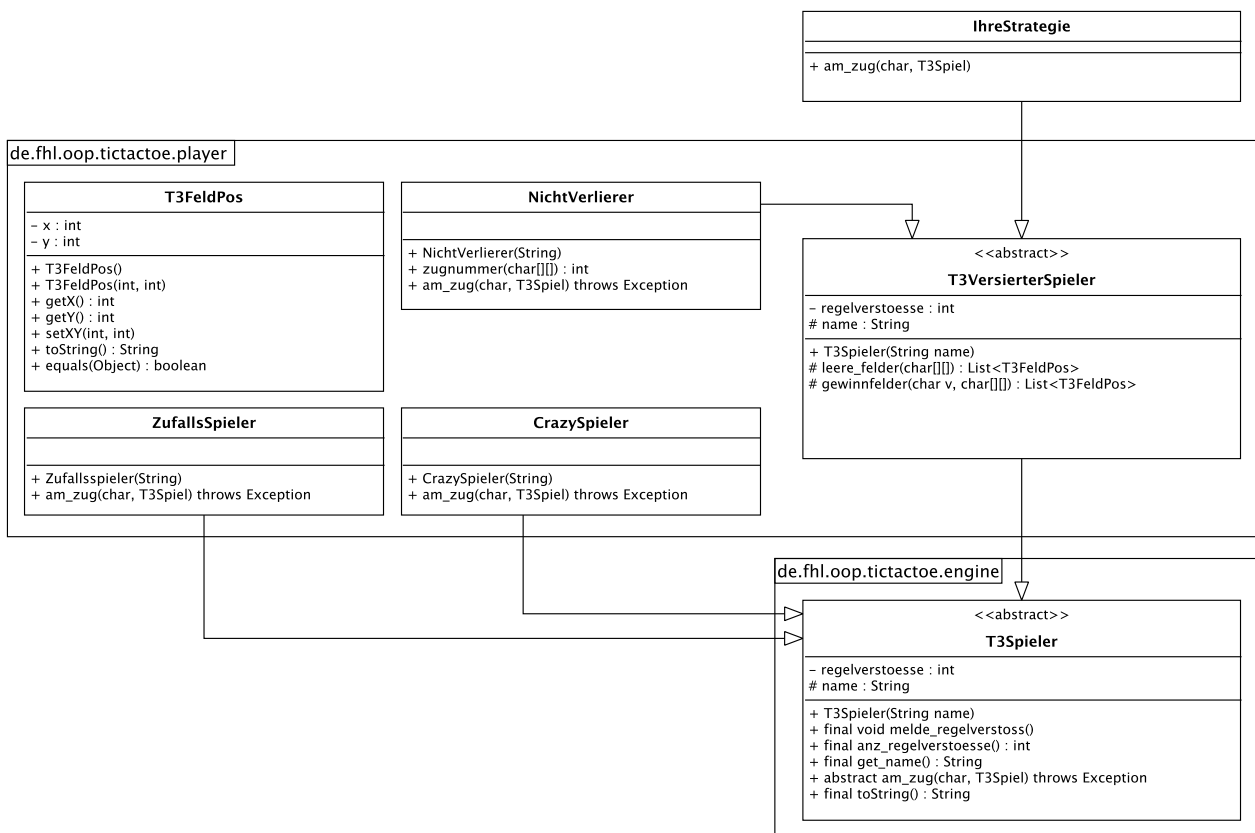 IhreStrategie
+ am_zug(char, T3Spiel)
de.fhl.oop.tictactoe.player
T3FeldPos
– x : int
– y : int
+ T3FeldPos()
+ T3FeldPos(int, int)
+ getX() : int
+ getY() : int
+ setXY(int, int)
+ toString() : String
+ equals(Object) : boolean
NichtVerlierer
+ NichtVerlierer(String)
+ zugnummer(char[][]) : int
+ am_zug(char, T3Spiel) throws Exception
<<abstract>>
T3VersierterSpieler
– regelverstoesse : int
# name : String
+ T3Spieler(String name)
# leere_felder(char[][]) : List<T3FeldPos>
# gewinnfelder(char v, char[][]) : List<T3FeldPos>
ZufallsSpieler
+ Zufallsspieler(String)
+ am_zug(char, T3Spiel) throws Exception
CrazySpieler
+ CrazySpieler(String)
+ am_zug(char, T3Spiel) throws Exception
de.fhl.oop.tictactoe.engine
<<abstract>>
T3Spieler
– regelverstoesse : int
# name : String
+ T3Spieler(String name)
+ final void melde_regelverstoss()
+ final anz_regelverstoesse() : int
+ final get_name() : String
+ abstract am_zug(char, T3Spiel) throws Exception
+ final toString() : String